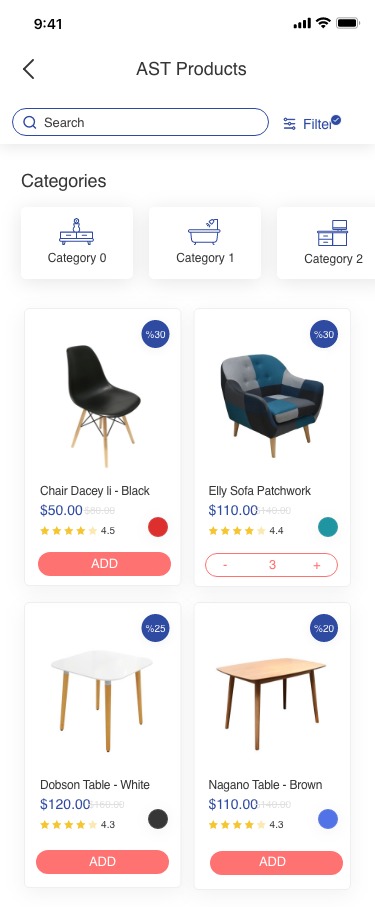 9:41
AST Products
Search
Filter
Categories
Category 0
Category 1
Category 2
%30
%30
Chair Dacey li - Black
$50.00 $80.00
4.5
ADD
Elly Sofa Patchwork
$110.00 $140.00
4.4
- 3 +
%25
%20
Dobson Table - White
$120.00 $160.00
4.3
ADD
Nagano Table - Brown
$110.00 $140.00
4.3
ADD